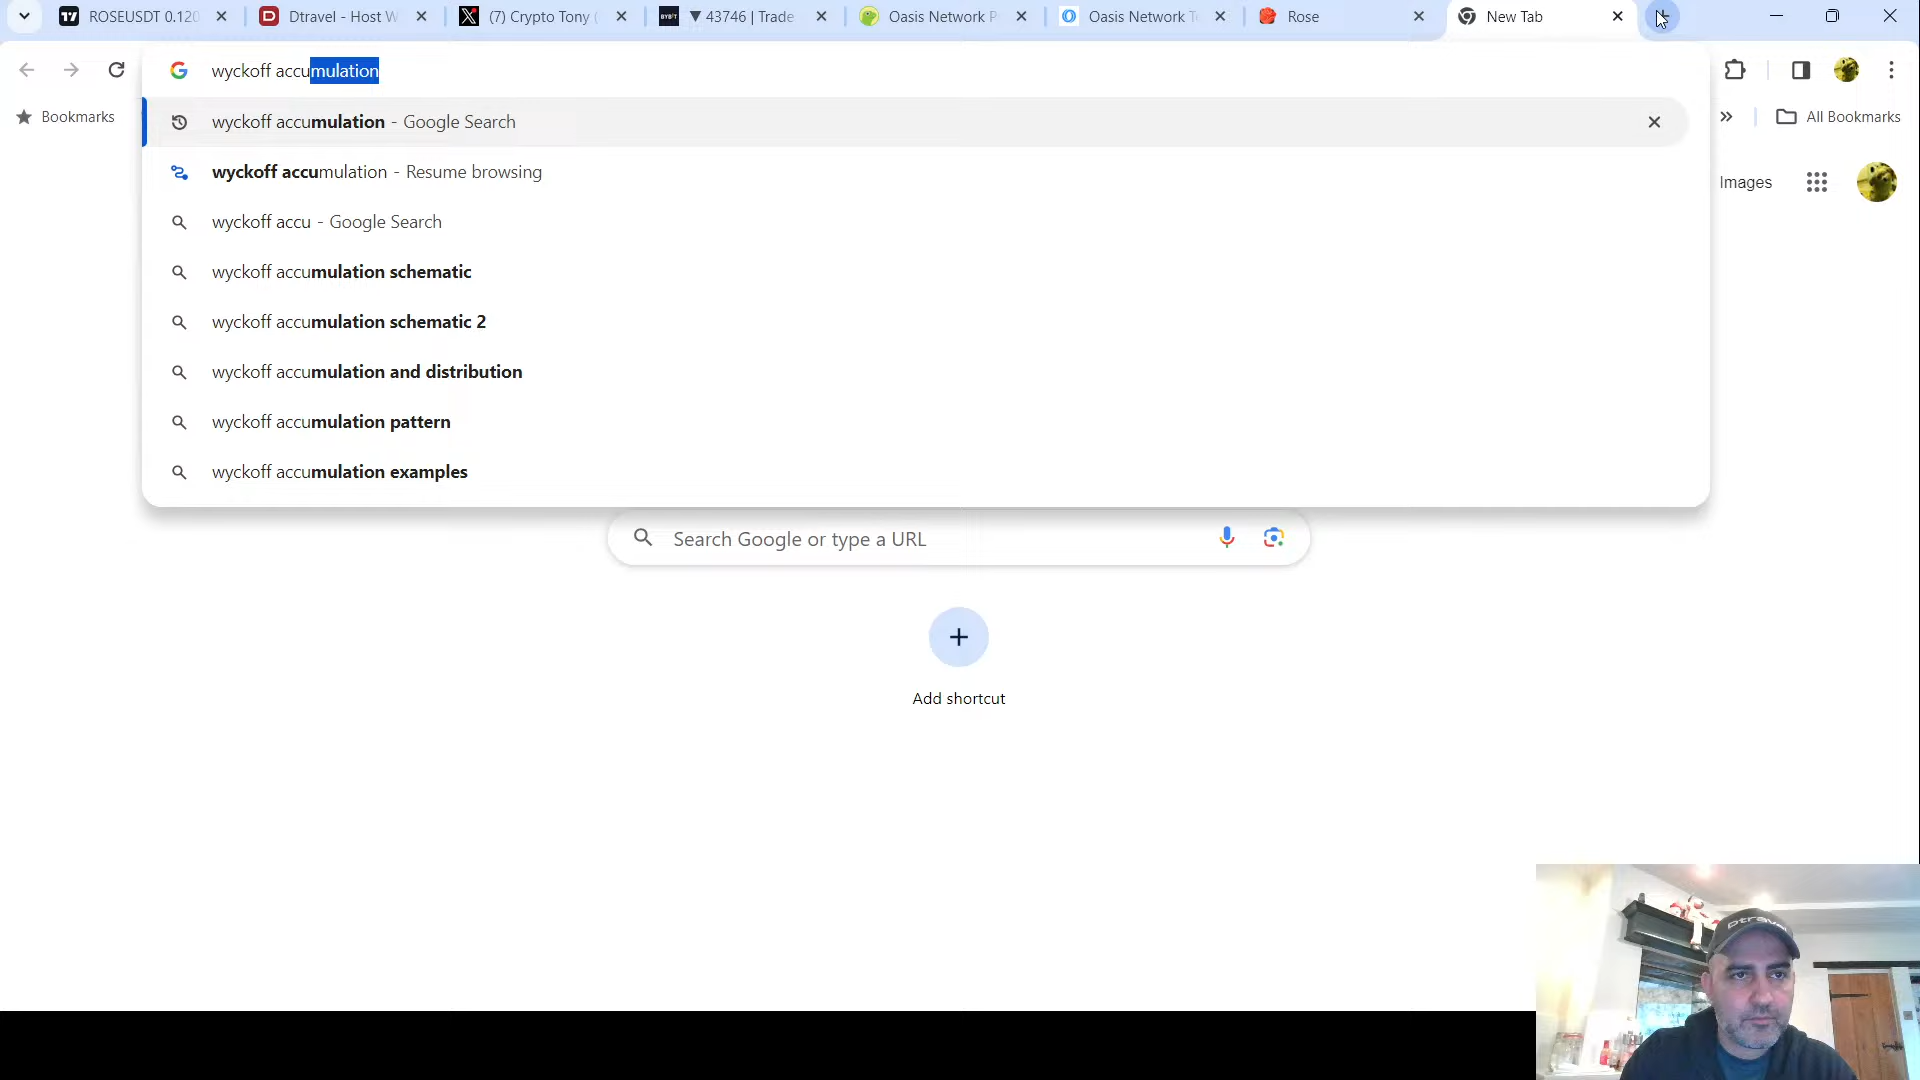 ROSEUSDT 0.120
Dtravel - Host W
(7) Crypto Tony (
BYBIT ▼ 43746 | Trade
Oasis Network P
Oasis Network T
Rose
New Tab
wyckoff accumulation
Bookmarks
»
All Bookmarks
wyckoff accumulation - Google Search
wyckoff accumulation - Resume browsing
wyckoff accu - Google Search
wyckoff accumulation schematic
wyckoff accumulation schematic 2
wyckoff accumulation and distribution
wyckoff accumulation pattern
wyckoff accumulation examples
Images
Search Google or type a URL
Add shortcut
Dtravel